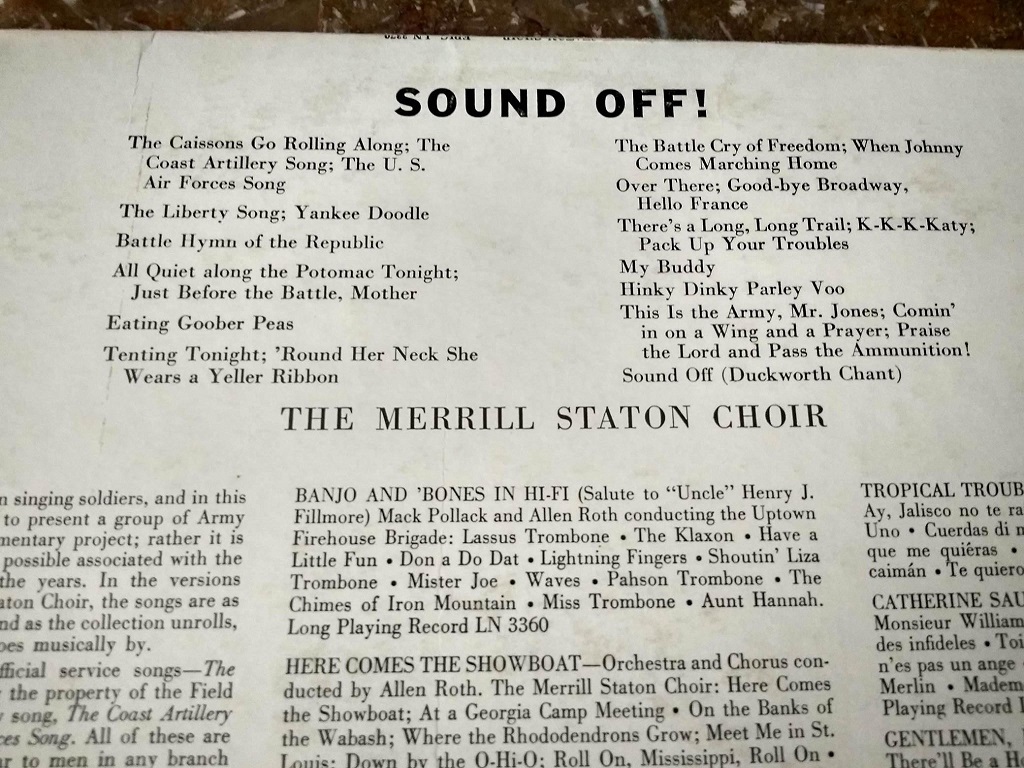 SOUND OFF!
The Caissons Go Rolling Along; The
Coast Artillery Song; The U. S.
Air Forces Song
The Liberty Song; Yankee Doodle
Battle Hymn of the Republic
All Quiet along the Potomac Tonight;
Just Before the Battle, Mother
Eating Goober Peas
Tenting Tonight; 'Round Her Neck She
Wears a Yeller Ribbon
The Battle Cry of Freedom; When Johnny
Comes Marching Home
Over There; Good-bye Broadway,
Hello France
There's a Long, Long Trail; K-K-K-Katy;
Pack Up Your Troubles
My Buddy
Hinky Dinky Parley Voo
This Is the Army, Mr. Jones; Comin'
in on a Wing and a Prayer; Praise
the Lord and Pass the Ammunition!
Sound Off (Duckworth Chant)
THE MERRILL STATON CHOIR
singing soldiers, and in this
to present a group of Army
mentary project; rather it is
possible associated with the
the years. In the versions
aton Choir, the songs are as
nd as the collection unrolls,
oes musically by.
fficial service songs—The
the property of the Field
song, The Coast Artillery
ces Song. All of these are
ar to men in any branch
BANJO AND 'BONES IN HI-FI (Salute to "Uncle" Henry J.
Fillmore) Mack Pollack and Allen Roth conducting the Uptown
Firehouse Brigade: Lassus Trombone • The Klaxon • Have a
Little Fun • Don a Do Dat • Lightning Fingers • Shoutin' Liza
Trombone • Mister Joe • Waves • Pahson Trombone • The
Chimes of Iron Mountain • Miss Trombone • Aunt Hannah.
Long Playing Record LN 3360
HERE COMES THE SHOWBOAT—Orchestra and Chorus con-
ducted by Allen Roth. The Merrill Staton Choir: Here Comes
the Showboat; At a Georgia Camp Meeting • On the Banks of
the Wabash; Where the Rhododendrons Grow; Meet Me in St.
Louis; Down by the O-Hi-O; Roll On, Mississippi, Roll On •
TROPICAL TROUB
Ay, Jalisco no te ra
Uno • Cuerdas di m
que me quiéras •
caimán • Te quiero
CATHERINE SAU
Monsieur William
des infideles • Toi
n'es pas un ange
Merlin • Madem
Playing Record
GENTLEMEN,
There'll Be a H